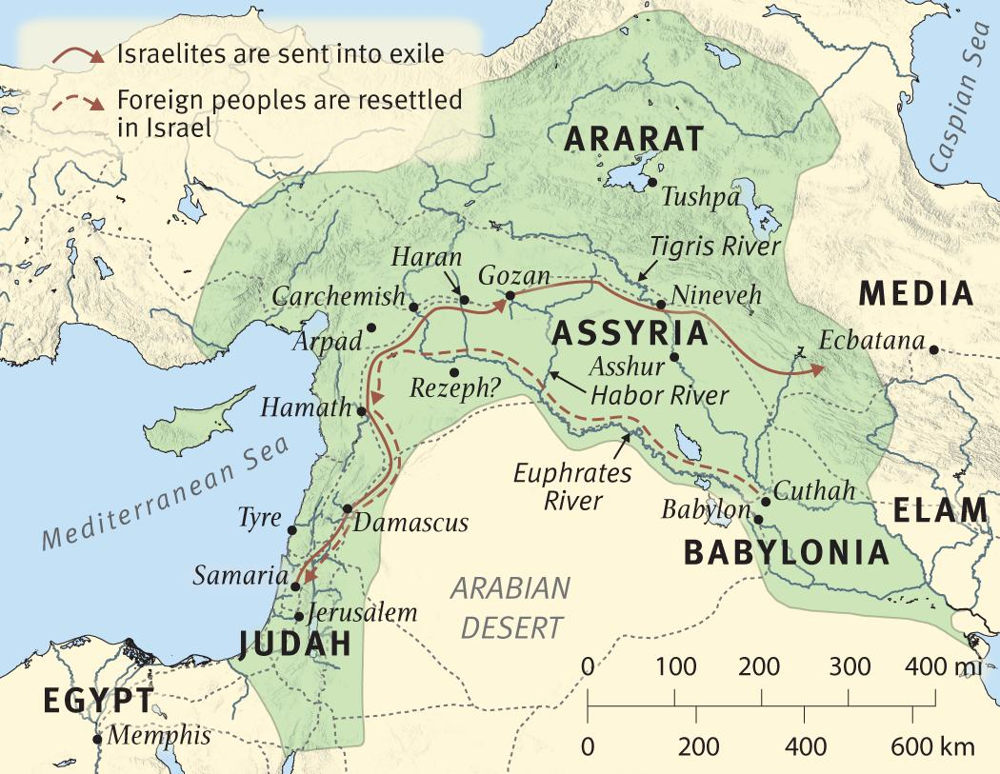 Israelites are sent into exile
Foreign peoples are resettled
in Israel
Caspian Sea
ARARAT
Tushpa
Tigris River
Haran
Gozan
Carchemish
Nineveh
MEDIA
Arpad
ASSYRIA
Ecbatana
Asshur
Rezeph?
Habor River
Hamath
Mediterranean Sea
Euphrates
River
Cuthah
Babylon
ELAM
Tyre
Damascus
BABYLONIA
Samaria
ARABIAN
DESERT
Jerusalem
JUDAH
EGYPT
Memphis
0 100 200 300 400 mi
0 200 400 600 km